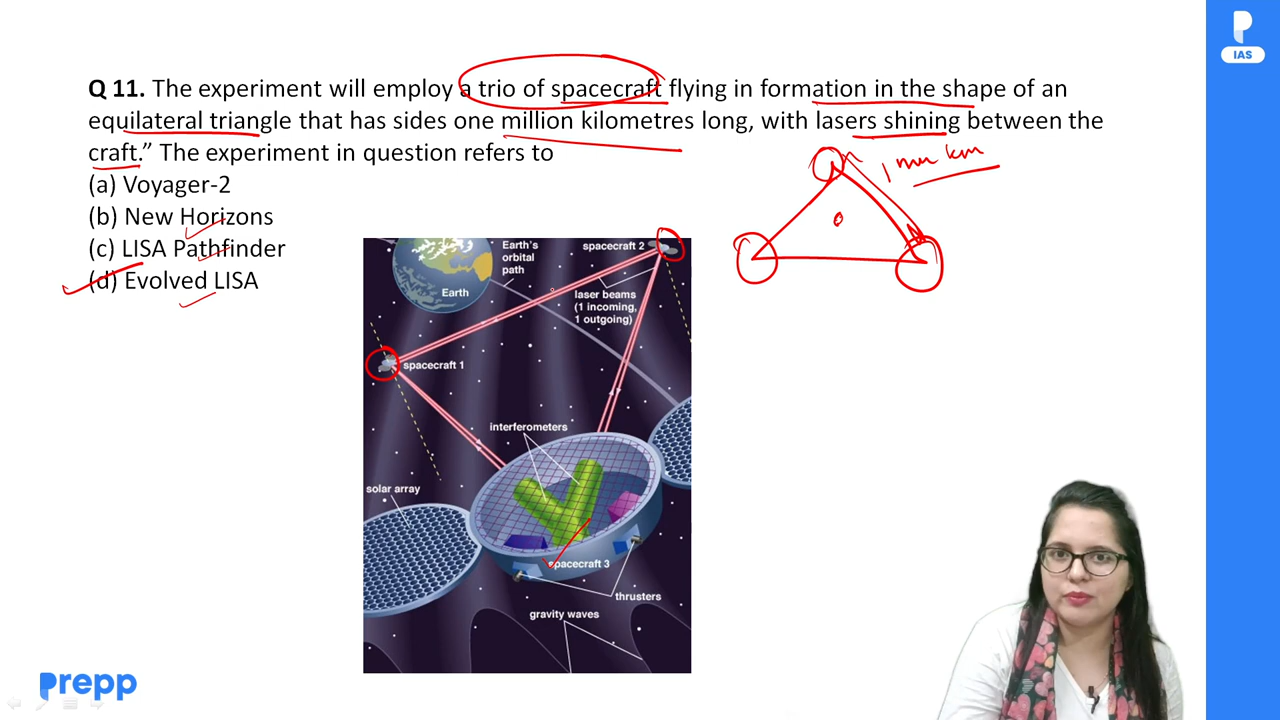 P
IAS
Q 11. The experiment will employ a trio of spacecraft flying in formation in the shape of an
equilateral triangle that has sides one million kilometres long, with lasers shining between the
craft.” The experiment in question refers to
(a) Voyager-2
(b) New Horizons
(c) LISA Pathfinder
(d) Evolved LISA
1 mn km
Earth's
orbital
path
spacecraft 2
Earth
laser beams
(1 incoming,
1 outgoing)
spacecraft 1
interferometers
solar array
spacecraft 3
thrusters
gravity waves
prepp